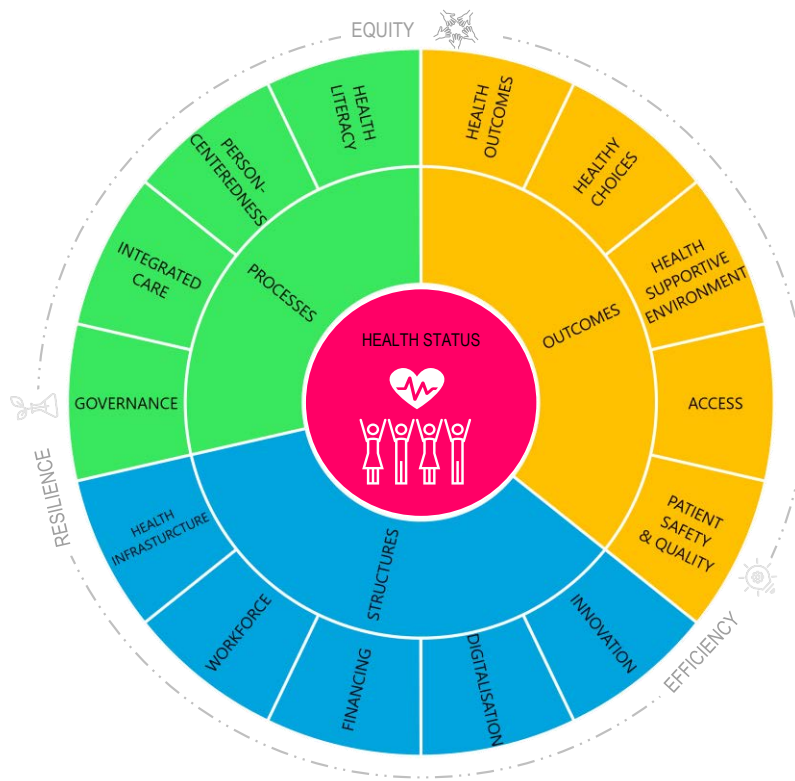 EQUITY
HEALTH
OUTCOMES
HEALTHY
CHOICES
HEALTH
SUPPORTIVE
ENVIRONMENT
ACCESS
PATIENT
SAFETY
& QUALITY
EFFICIENCY
INNOVATION
DIGITALISATION
FINANCING
WORKFORCE
HEALTH
INFRASTURCTURE
RESILIENCE
GOVERNANCE
INTEGRATED
CARE
PERSON-
CENTEREDNESS
HEALTH
LITERACY
PROCESSES
OUTCOMES
STRUCTURES
HEALTH STATUS